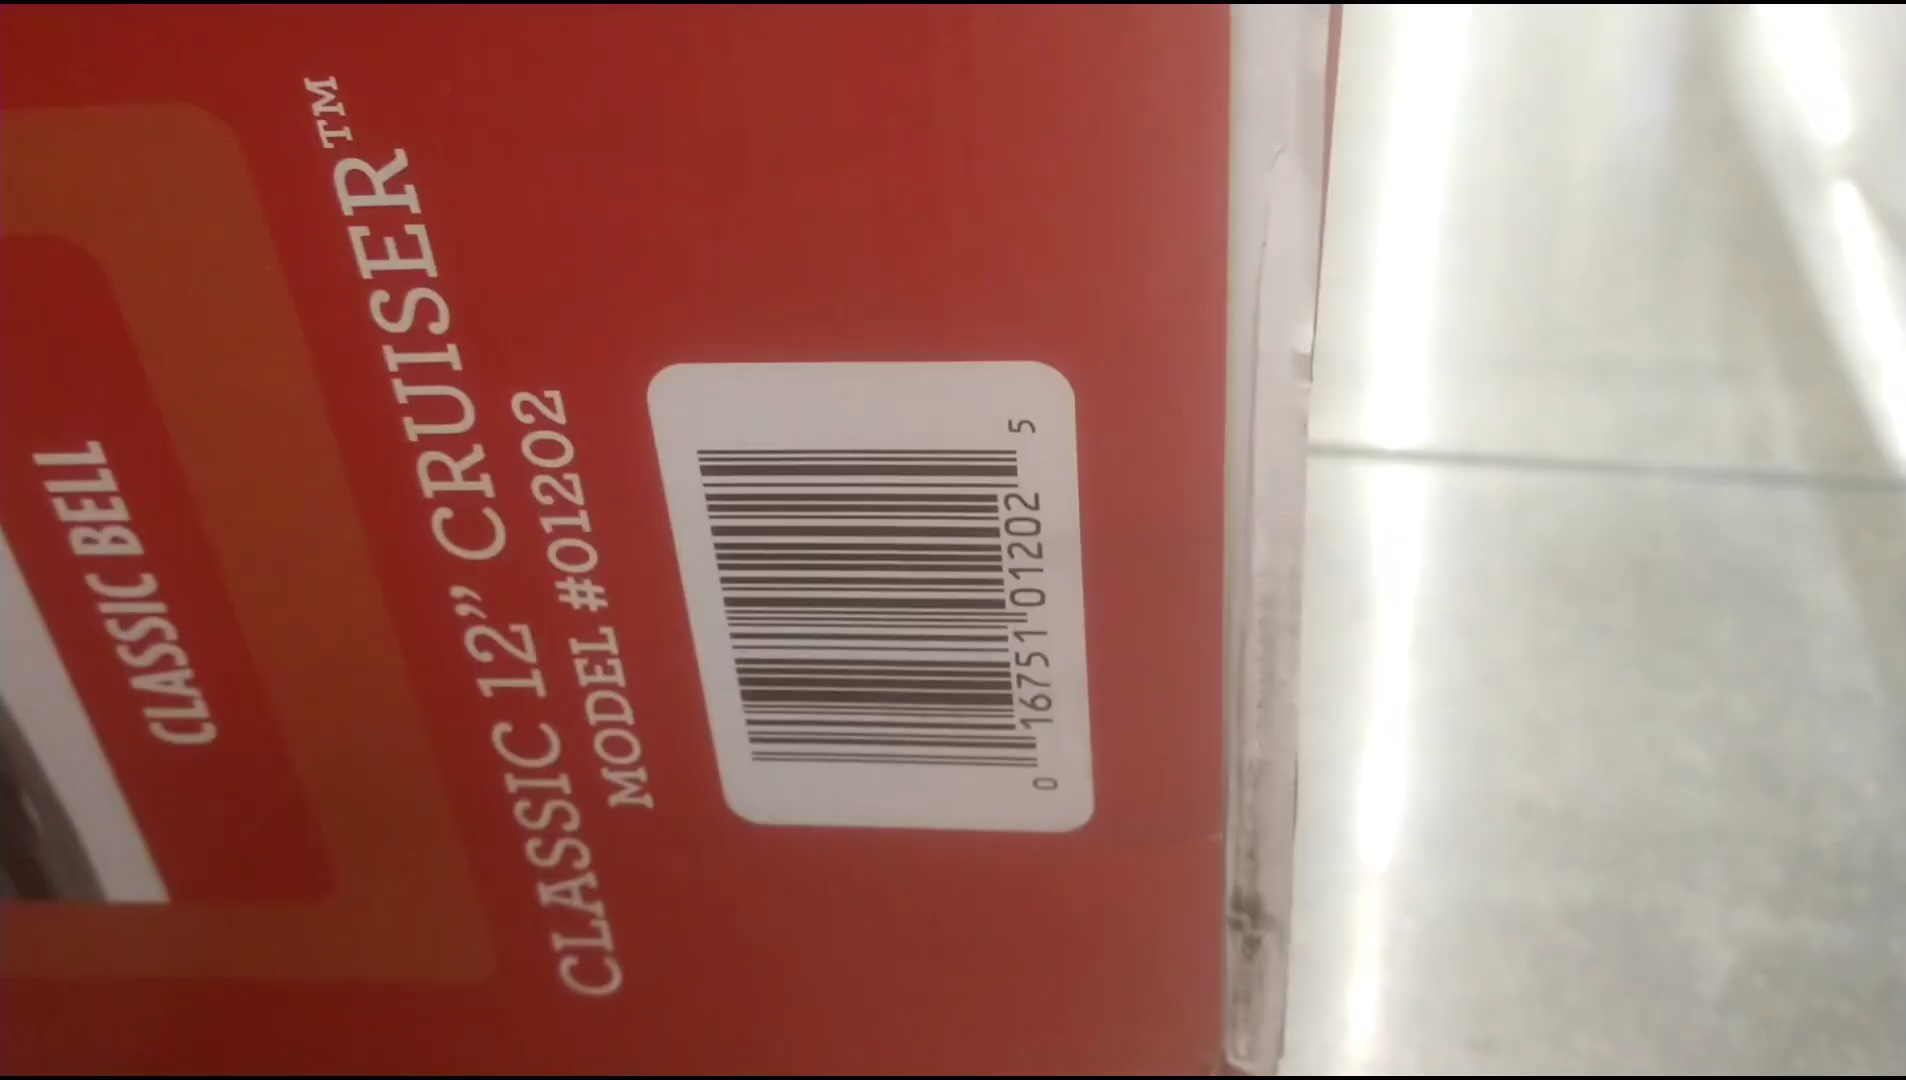 CLASSIC BELL
CLASSIC 12” CRUISER™
MODEL #01202
0 16751 01202 5